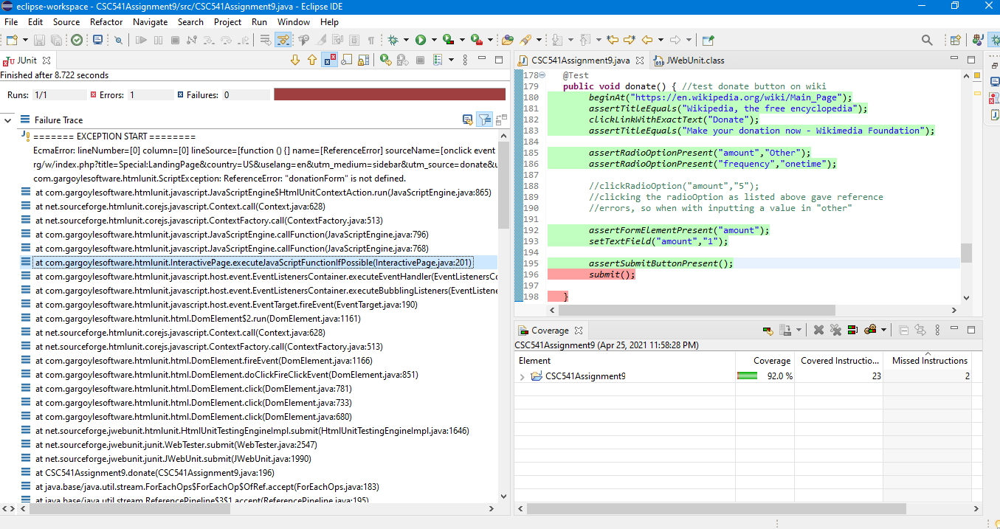 eclipse-workspace - CSC541Assignment9/src/CSC541Assignment9.java - Eclipse IDE
File Edit Source Refactor Navigate Search Project Run Window Help
JUnit
Finished after 8.722 seconds
Runs: 1/1 Errors: 1 Failures: 0
Failure Trace
======= EXCEPTION START ========
EcmaError: lineNumber=[0] column=[0] lineSource=[function () {] name=[ReferenceError] sourceName=[onclick event
rg/w/index.php?title=Special:LandingPage&country=US&uselang=en&utm_medium=sidebar&utm_source=donate&u
com.gargoylesoftware.htmlunit.ScriptException: ReferenceError: "donationForm" is not defined.
at com.gargoylesoftware.htmlunit.javascript.JavaScriptEngine$HtmlUnitContextAction.run(JavaScriptEngine.java:865)
at net.sourceforge.htmlunit.corejs.javascript.Context.call(Context.java:628)
at net.sourceforge.htmlunit.corejs.javascript.ContextFactory.call(ContextFactory.java:513)
at com.gargoylesoftware.htmlunit.javascript.JavaScriptEngine.callFunction(JavaScriptEngine.java:796)
at com.gargoylesoftware.htmlunit.javascript.JavaScriptEngine.callFunction(JavaScriptEngine.java:768)
at com.gargoylesoftware.htmlunit.InteractivePage.executeJavaScriptFunctionIfPossible(InteractivePage.java:201)
at com.gargoylesoftware.htmlunit.javascript.host.event.EventListenersContainer.executeEventHandler(EventListenersCo
at com.gargoylesoftware.htmlunit.javascript.host.event.EventListenersContainer.executeBubblingListeners(EventListene
at com.gargoylesoftware.htmlunit.javascript.host.event.EventTarget.fireEvent(EventTarget.java:190)
at com.gargoylesoftware.htmlunit.html.DomElement$2.run(DomElement.java:1161)
at net.sourceforge.htmlunit.corejs.javascript.Context.call(Context.java:628)
at net.sourceforge.htmlunit.corejs.javascript.ContextFactory.call(ContextFactory.java:513)
at com.gargoylesoftware.htmlunit.html.DomElement.fireEvent(DomElement.java:1166)
at com.gargoylesoftware.htmlunit.html.DomElement.doClickFireClickEvent(DomElement.java:851)
at com.gargoylesoftware.htmlunit.html.DomElement.click(DomElement.java:781)
at com.gargoylesoftware.htmlunit.html.DomElement.click(DomElement.java:733)
at com.gargoylesoftware.htmlunit.html.DomElement.click(DomElement.java:680)
at net.sourceforge.jwebunit.htmlunit.HtmlUnitTestingEngineImpl.submit(HtmlUnitTestingEngineImpl.java:1646)
at net.sourceforge.jwebunit.junit.WebTester.submit(WebTester.java:2547)
at net.sourceforge.jwebunit.junit.JWebUnit.submit(JWebUnit.java:1990)
at CSC541Assignment9.donate(CSC541Assignment9.java:196)
at java.base/java.util.stream.ForEachOps$ForEachOp$OfRef.accept(ForEachOps.java:183)
at java.base/java.util.stream.ReferencePipeline$3$1.accept(ReferencePipeline.java:195)
CSC541Assignment9.java JWebUnit.class
178 @Test
179 public void donate() { //test donate button on wiki
180 beginAt("https://en.wikipedia.org/wiki/Main_Page");
181 assertTitleEquals("Wikipedia, the free encyclopedia");
182 clickLinkWithExactText("Donate");
183 assertTitleEquals("Make your donation now - Wikimedia Foundation");
184
185 assertRadioOptionPresent("amount","Other");
186 assertRadioOptionPresent("frequency","onetime");
187
188 //clickRadioOption("amount","5");
189 //clicking the radioOption as listed above gave reference
190 //errors, so when with inputting a value in "other"
191
192 assertFormElementPresent("amount");
193 setTextField("amount","1");
194
195 assertSubmitButtonPresent();
196 submit();
197
198 }
Coverage
CSC541Assignment9 (Apr 25, 2021 11:58:28 PM)
Element Coverage Covered Instructio... Missed Instructions
CSC541Assignment9 92.0 % 23 2